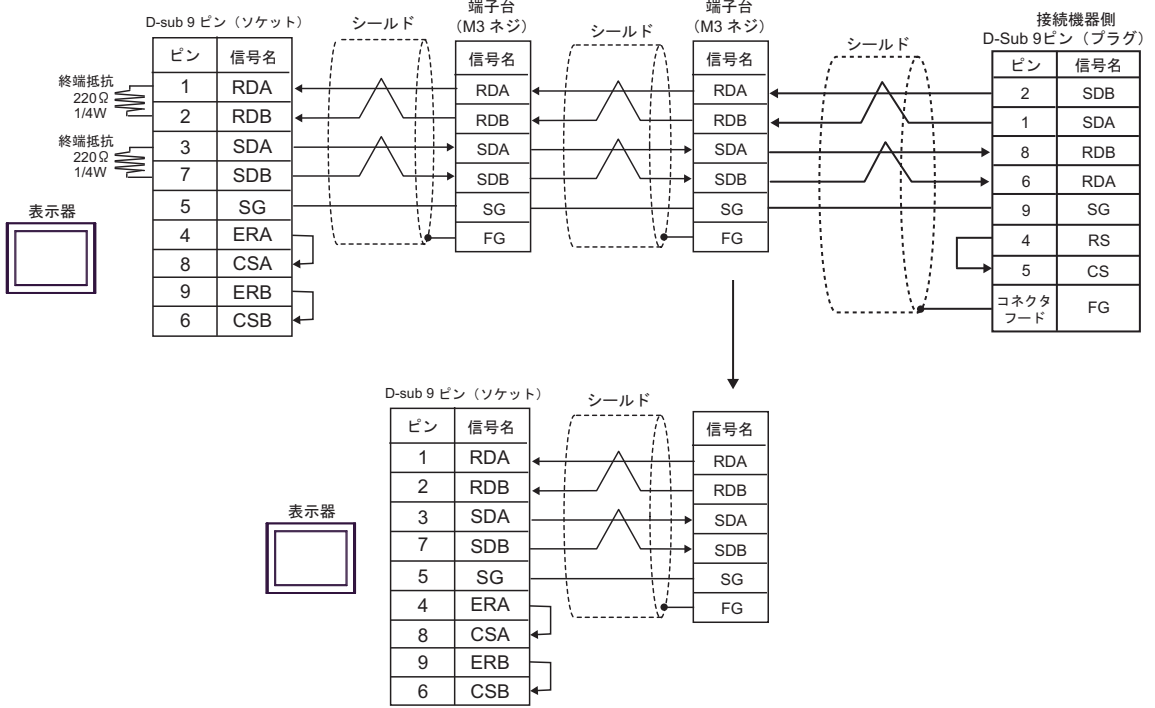 D-sub 9 ピン（ソケット）
シールド
端子台
(M3 ネジ)
シールド
端子台
(M3 ネジ)
シールド
接続機器側
D-Sub 9ピン（プラグ）
ピン 信号名
1 RDA
2 RDB
3 SDA
7 SDB
5 SG
4 ERA
8 CSA
9 ERB
6 CSB
終端抵抗
220Ω
1/4W
終端抵抗
220Ω
1/4W
表示器
信号名
RDA
RDB
SDA
SDB
SG
FG
信号名
RDA
RDB
SDA
SDB
SG
FG
ピン 信号名
2 SDB
1 SDA
8 RDB
6 RDA
9 SG
4 RS
5 CS
コネクタ
フード
FG
D-sub 9 ピン（ソケット）
シールド
ピン 信号名
1 RDA
2 RDB
3 SDA
7 SDB
5 SG
4 ERA
8 CSA
9 ERB
6 CSB
表示器
信号名
RDA
RDB
SDA
SDB
SG
FG